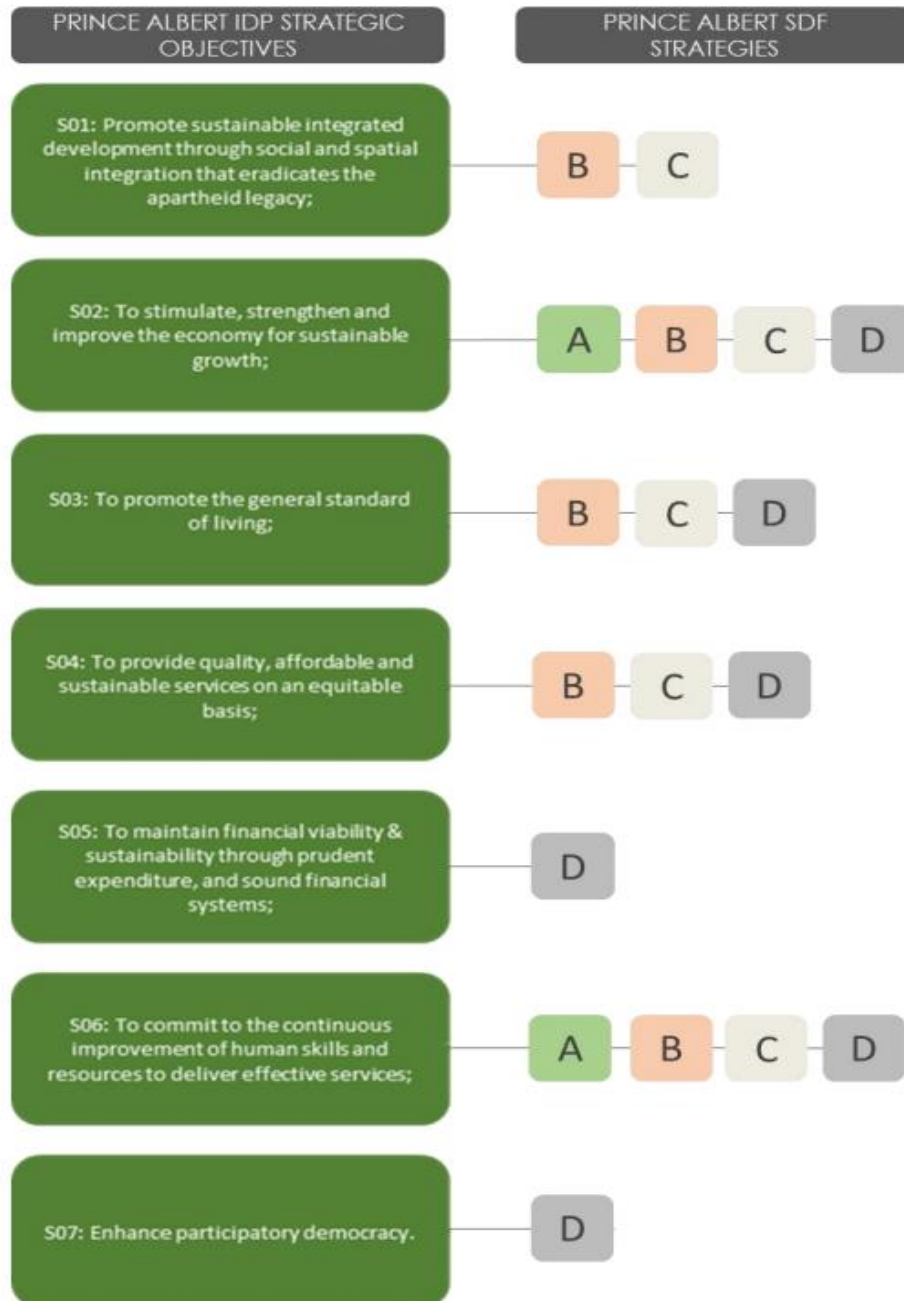 PRINCE ALBERT IDP STRATEGIC
OBJECTIVES
PRINCE ALBERT SDF
STRATEGIES
S01: Promote sustainable integrated
development through social and spatial
integration that eradicates the
apartheid legacy;
B C
S02: To stimulate, strengthen and
improve the economy for sustainable
growth;
A B C D
S03: To promote the general standard
of living;
B C D
S04: To provide quality, affordable and
sustainable services on an equitable
basis;
B C D
S05: To maintain financial viability &
sustainability through prudent
expenditure, and sound financial
systems;
D
S06: To commit to the continuous
improvement of human skills and
resources to deliver effective services;
A B C D
S07: Enhance participatory democracy.
D